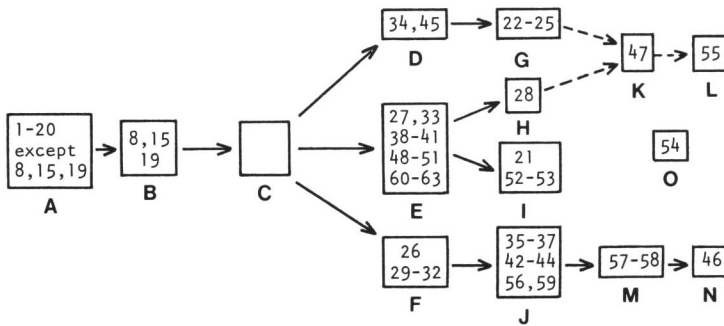 34,45
D
22-25
G
47
K
55
L
1-20
except
8,15,19
A
8,15
19
B
C
27,33
38-41
48-51
60-63
E
28
H
21
52-53
I
54
O
26
29-32
F
35-37
42-44
56,59
J
57-58
M
46
N